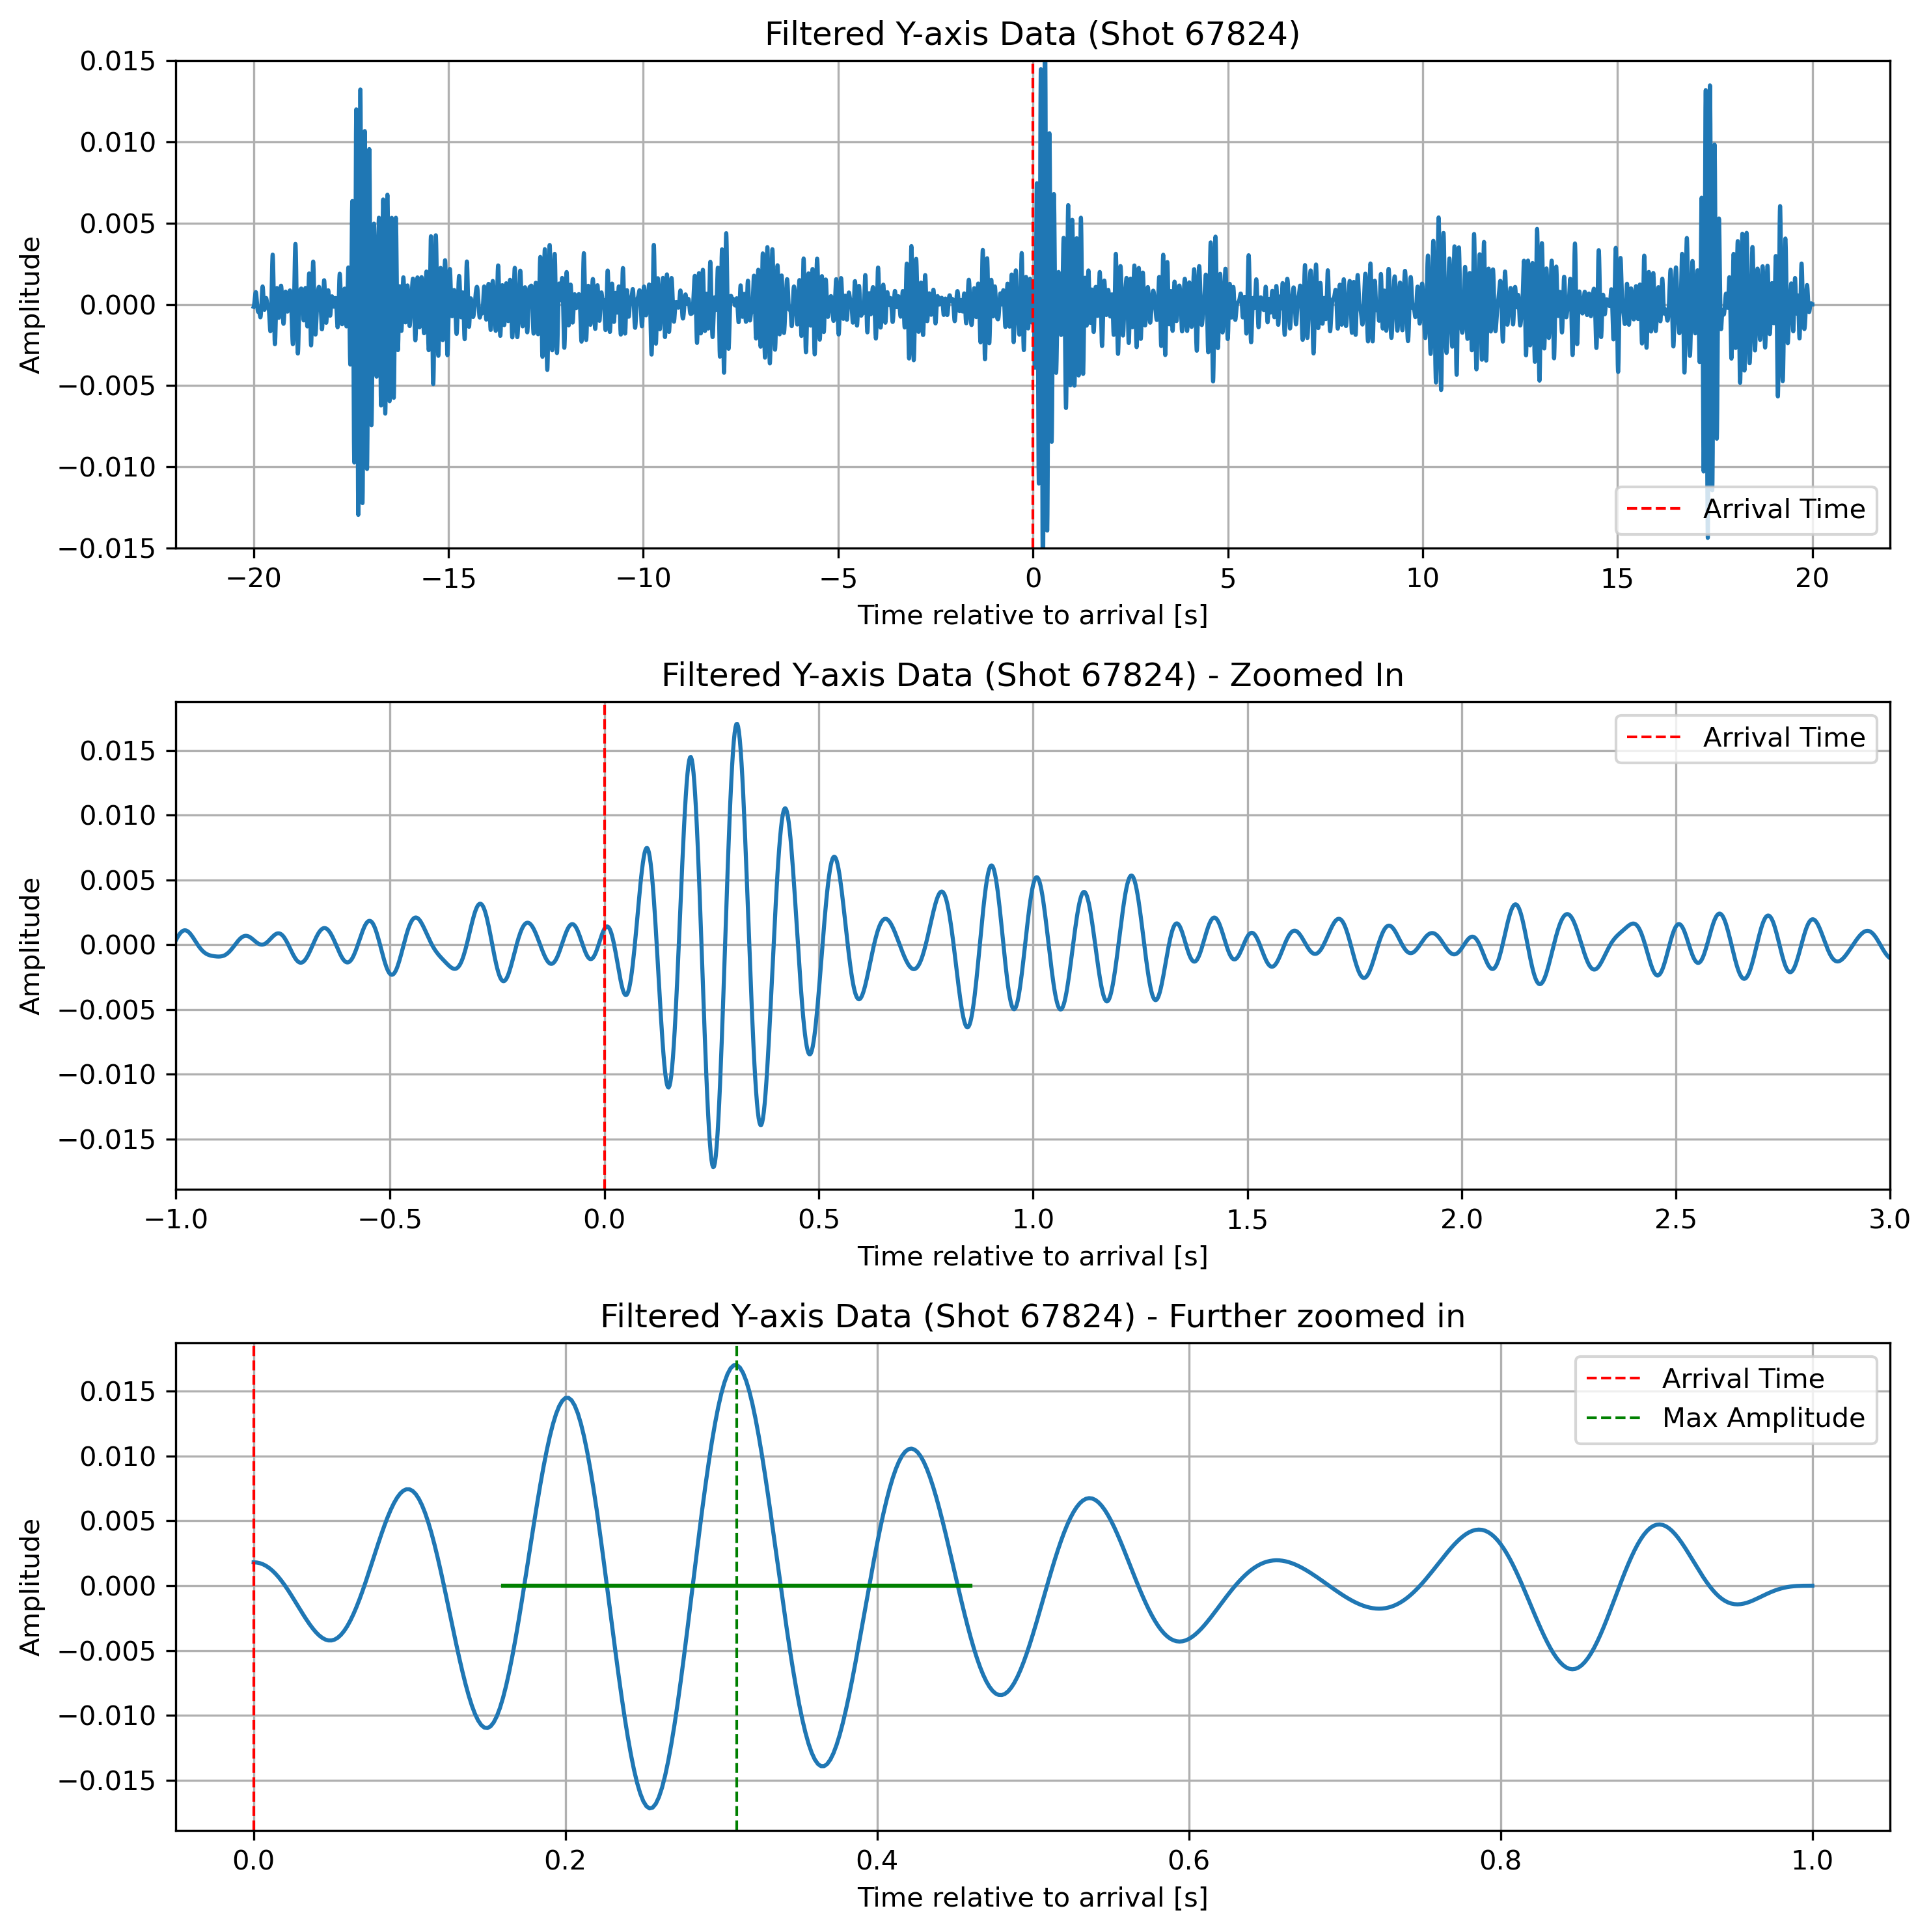 Filtered Y-axis Data (Shot 67824)
Amplitude
0.015
0.010
0.005
0.000
−0.005
−0.010
−0.015
Arrival Time
−20 −15 −10 −5 0 5 10 15 20
Time relative to arrival [s]
Filtered Y-axis Data (Shot 67824) - Zoomed In
Amplitude
0.015
0.010
0.005
0.000
−0.005
−0.010
−0.015
Arrival Time
−1.0 −0.5 0.0 0.5 1.0 1.5 2.0 2.5 3.0
Time relative to arrival [s]
Filtered Y-axis Data (Shot 67824) - Further zoomed in
Amplitude
0.015
0.010
0.005
0.000
−0.005
−0.010
−0.015
Arrival Time
Max Amplitude
0.0 0.2 0.4 0.6 0.8 1.0
Time relative to arrival [s]